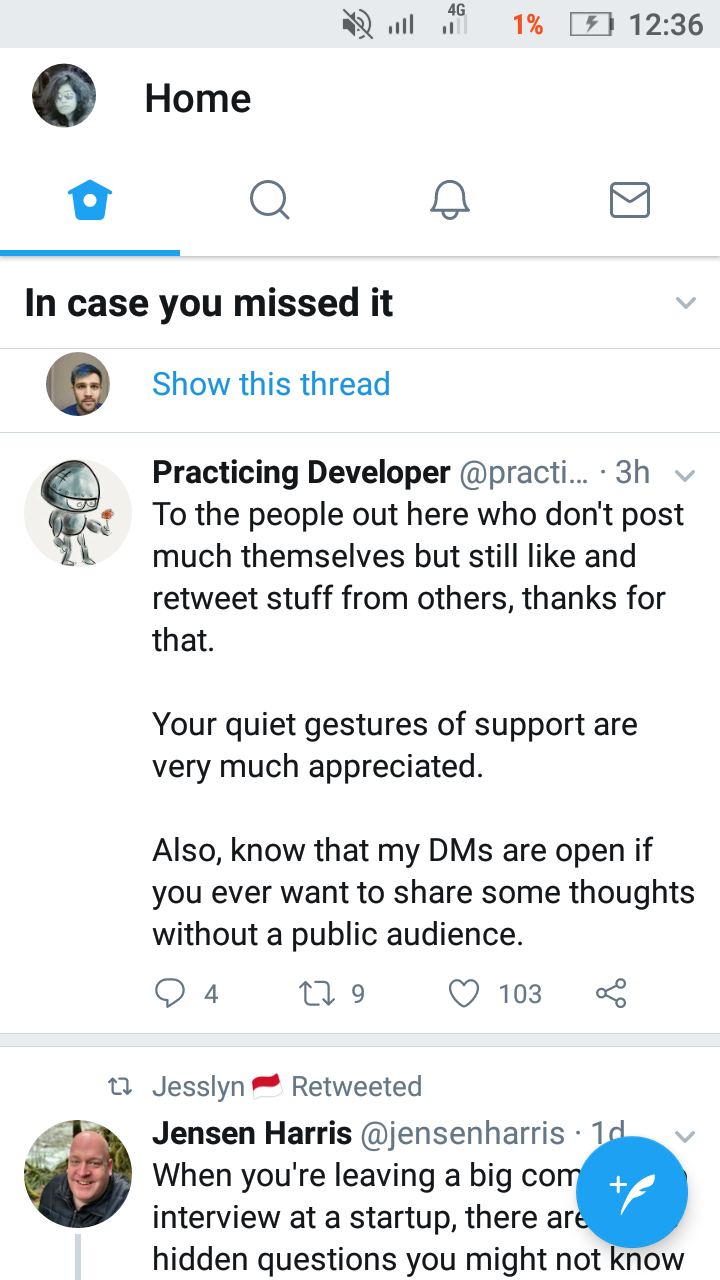 4G 1% 12:36
Home
In case you missed it
Show this thread
Practicing Developer @practi... · 3h
To the people out here who don't post
much themselves but still like and
retweet stuff from others, thanks for
that.
Your quiet gestures of support are
very much appreciated.
Also, know that my DMs are open if
you ever want to share some thoughts
without a public audience.
4 9 103
Jesslyn🇮🇩 Retweeted
Jensen Harris @jensenharris · 1d
When you're leaving a big
interview at a startup, there are
hidden questions you might not know